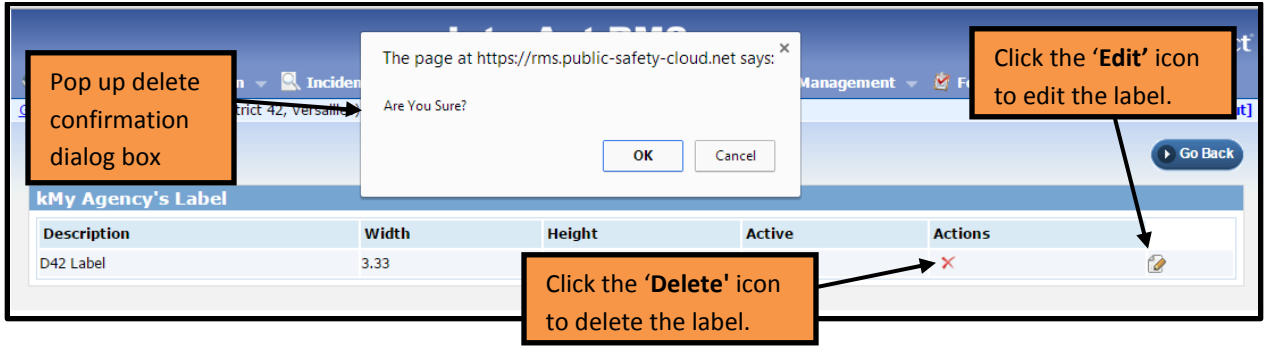 The page at https://rms.public-safety-cloud.net says: ×
Are You Sure?
OK Cancel
Pop up delete
confirmation
dialog box
Click the ‘Edit’ icon
to edit the label.
Management
Go Back
kMy Agency's Label
Description Width Height Active Actions
D42 Label 3.33
Click the ‘Delete' icon
to delete the label.